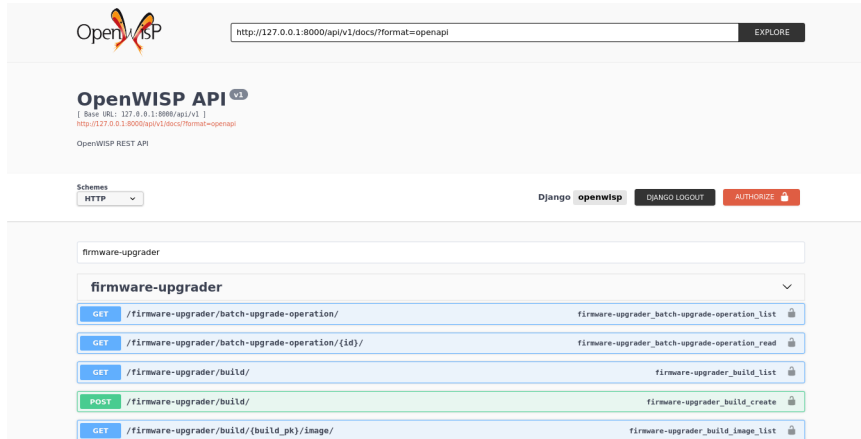 OpenWISP
http://127.0.0.1:8000/api/v1/docs/?format=openapi EXPLORE
OpenWISP API v1
[ Base URL: 127.0.0.1:8000/api/v1 ]
http://127.0.0.1:8000/api/v1/docs/?format=openapi
OpenWISP REST API
Schemes
HTTP
Django openwisp DJANGO LOGOUT AUTHORIZE
firmware-upgrader
firmware-upgrader
GET /firmware-upgrader/batch-upgrade-operation/ firmware-upgrader_batch-upgrade-operation_list
GET /firmware-upgrader/batch-upgrade-operation/{id}/ firmware-upgrader_batch-upgrade-operation_read
GET /firmware-upgrader/build/ firmware-upgrader_build_list
POST /firmware-upgrader/build/ firmware-upgrader_build_create
GET /firmware-upgrader/build/{build_pk}/image/ firmware-upgrader_build_image_list